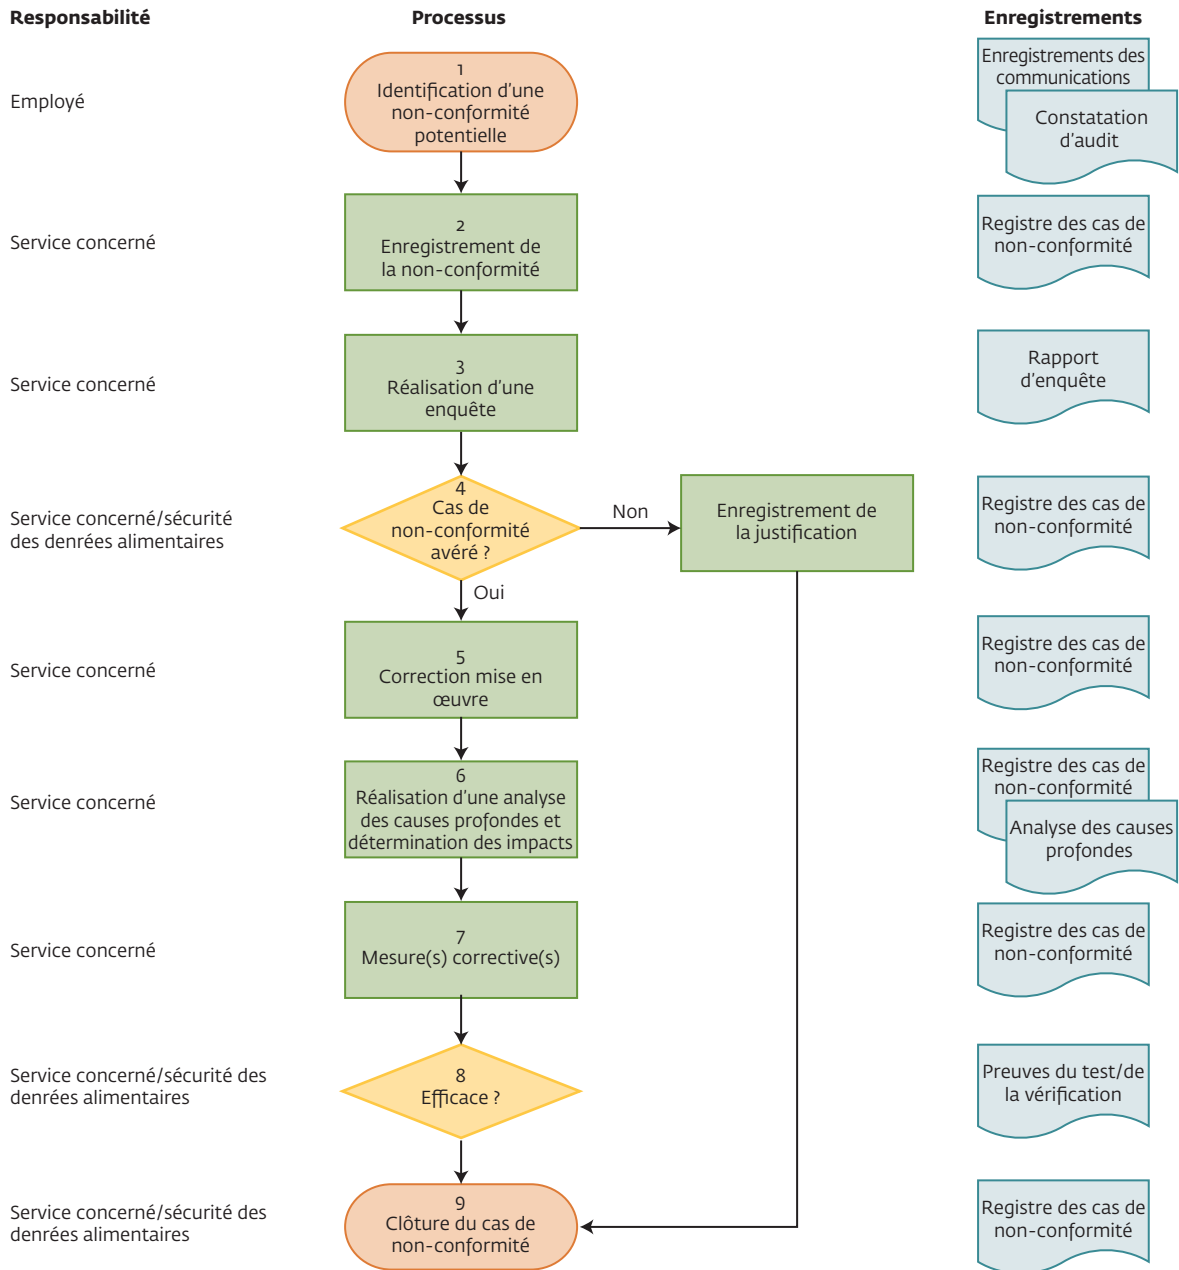 Responsabilité
Processus
Enregistrements
Employé
1
Identification d'une
non-conformité
potentielle
Enregistrements des
communications
Constatation
d'audit
Service concerné
2
Enregistrement de
la non-conformité
Registre des cas de
non-conformité
Service concerné
3
Réalisation d'une
enquête
Rapport
d'enquête
Service concerné/sécurité
des denrées alimentaires
4
Cas de
non-conformité
avéré ?
Non
Enregistrement de
la justification
Registre des cas de
non-conformité
Oui
Service concerné
5
Correction mise en
œuvre
Registre des cas de
non-conformité
Service concerné
6
Réalisation d'une analyse
des causes profondes et
détermination des impacts
Registre des cas de
non-conformité
Analyse des causes
profondes
Service concerné
7
Mesure(s) corrective(s)
Registre des cas de
non-conformité
Service concerné/sécurité des
denrées alimentaires
8
Efficace ?
Preuves du test/de
la vérification
Service concerné/sécurité des
denrées alimentaires
9
Clôture du cas de
non-conformité
Registre des cas de
non-conformité